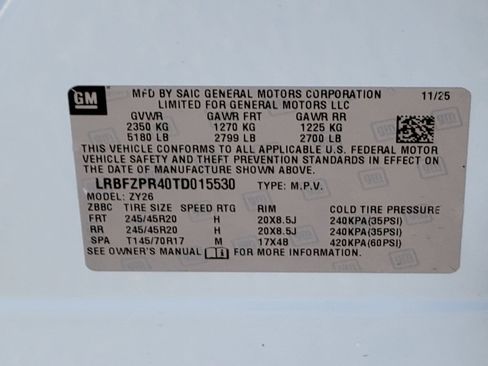 GM
MFD BY SAIC GENERAL MOTORS CORPORATION 11/25
LIMITED FOR GENERAL MOTORS LLC
GVWR GAWR FRT GAWR RR
2350 KG 1270 KG 1225 KG
5180 LB 2799 LB 2700 LB
THIS VEHICLE CONFORMS TO ALL APPLICABLE U.S. FEDERAL MOTOR
VEHICLE SAFETY AND THEFT PREVENTION STANDARDS IN EFFECT ON
THE DATE OF MANUFACTURE SHOWN ABOVE.
LRBFZPR40TD015530 TYPE: M.P.V.
MODEL: ZY26
ZBBC TIRE SIZE SPEED RTG RIM COLD TIRE PRESSURE
FRT 245/45R20 H 20X8.5J 240KPA(35PSI)
RR 245/45R20 H 20X8.5J 240KPA(35PSI)
SPA T145/70R17 M 17X4B 420KPA(60PSI)
SEE OWNER'S MANUAL FOR MORE INFORMATION